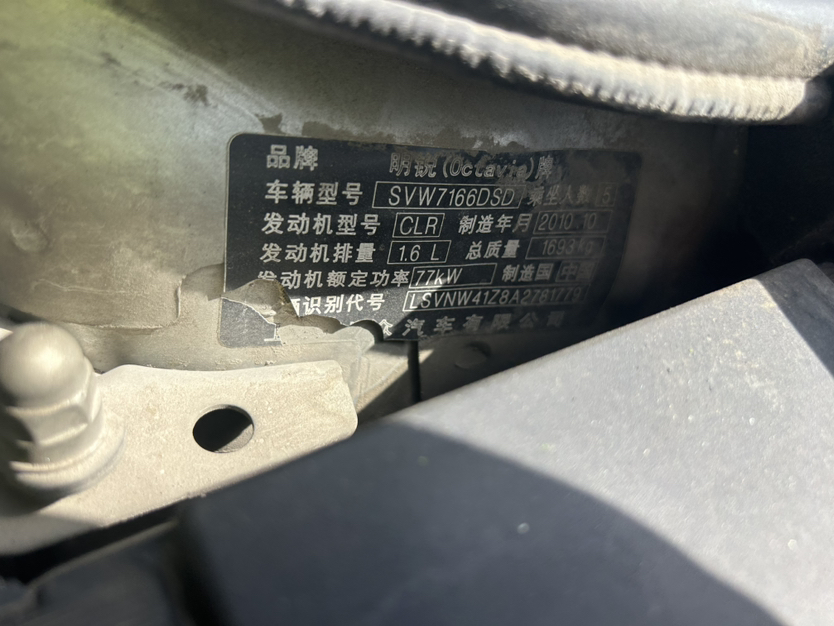 品牌 明锐(Octavia)牌
车辆型号 SVW7166DSD 乘坐人数 5
发动机型号 CLR 制造年月 2010.10
发动机排量 1.6 L 总质量 1693kg
发动机额定功率 77kW 制造国 中国
识别代号 LSVNW41Z8A2781779
汽车有限公司